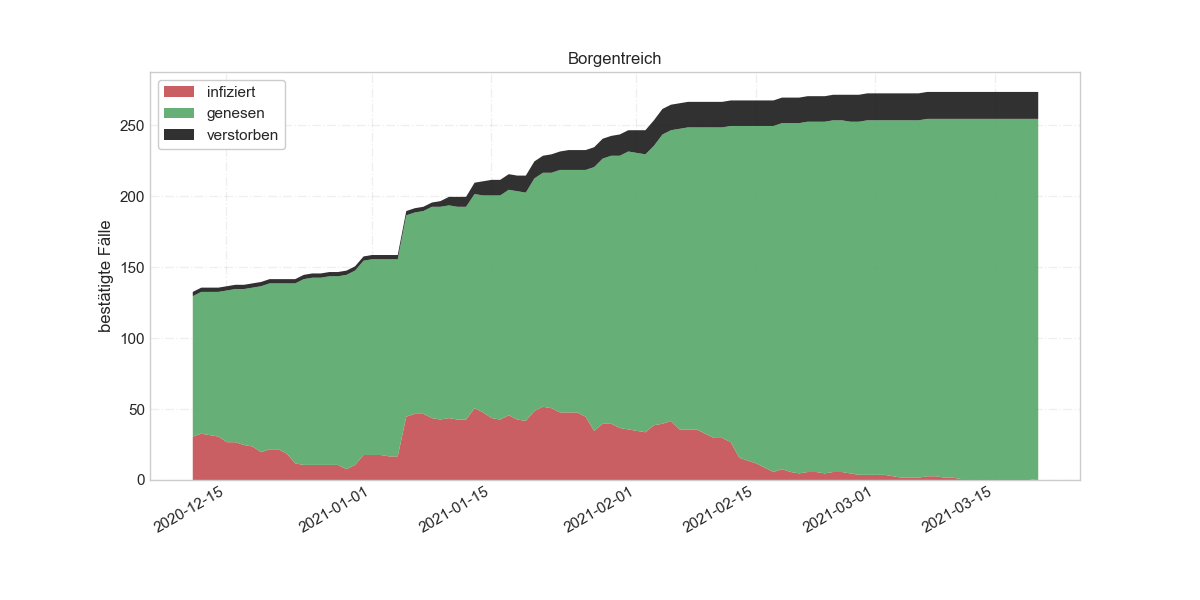 Borgentreich
infiziert
genesen
verstorben
bestätigte Fälle
250
200
150
100
50
0
2020-12-15
2021-01-01
2021-01-15
2021-02-01
2021-02-15
2021-03-01
2021-03-15